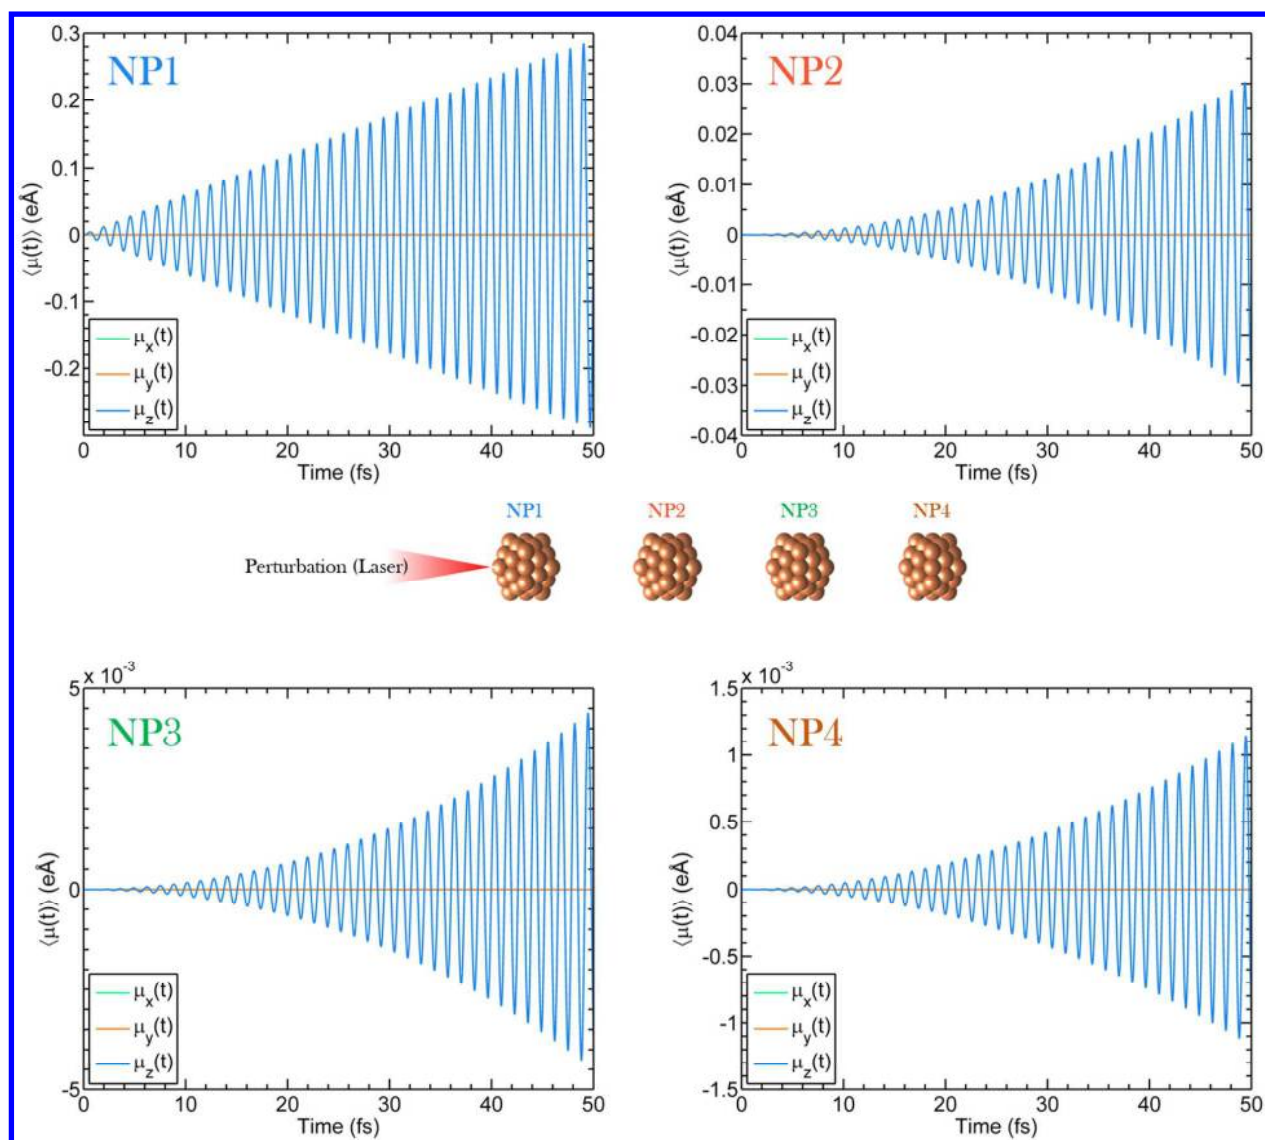 NP1
0.3
0.2
0.1
0
-0.1
-0.2
⟨μ(t)⟩ (eÅ)
μx(t)
μy(t)
μz(t)
0 10 20 30 40 50
Time (fs)
NP2
0.04
0.03
0.02
0.01
0
-0.01
-0.02
-0.03
-0.04
⟨μ(t)⟩ (eÅ)
μx(t)
μy(t)
μz(t)
0 10 20 30 40 50
Time (fs)
NP1 NP2 NP3 NP4
Perturbation (Laser)
x 10-3
NP3
5
0
-5
⟨μ(t)⟩ (eÅ)
μx(t)
μy(t)
μz(t)
0 10 20 30 40 50
Time (fs)
x 10-3
NP4
1.5
1
0.5
0
-0.5
-1
-1.5
⟨μ(t)⟩ (eÅ)
μx(t)
μy(t)
μz(t)
0 10 20 30 40 50
Time (fs)